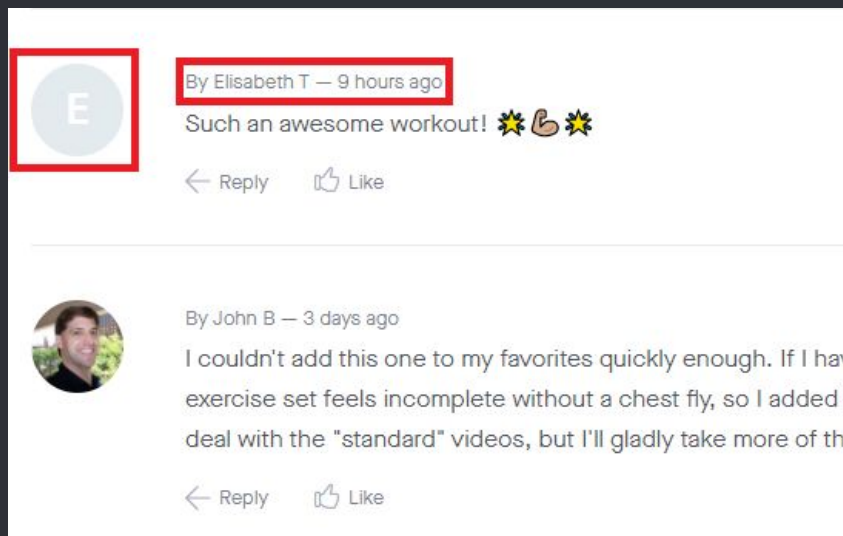 E
By Elisabeth T — 9 hours ago
Such an awesome workout! 🌟💪🏼🌟
Reply Like
By John B — 3 days ago
I couldn't add this one to my favorites quickly enough. If I
exercise set feels incomplete without a chest fly, so I added
deal with the "standard" videos, but I'll gladly take more of
Reply Like